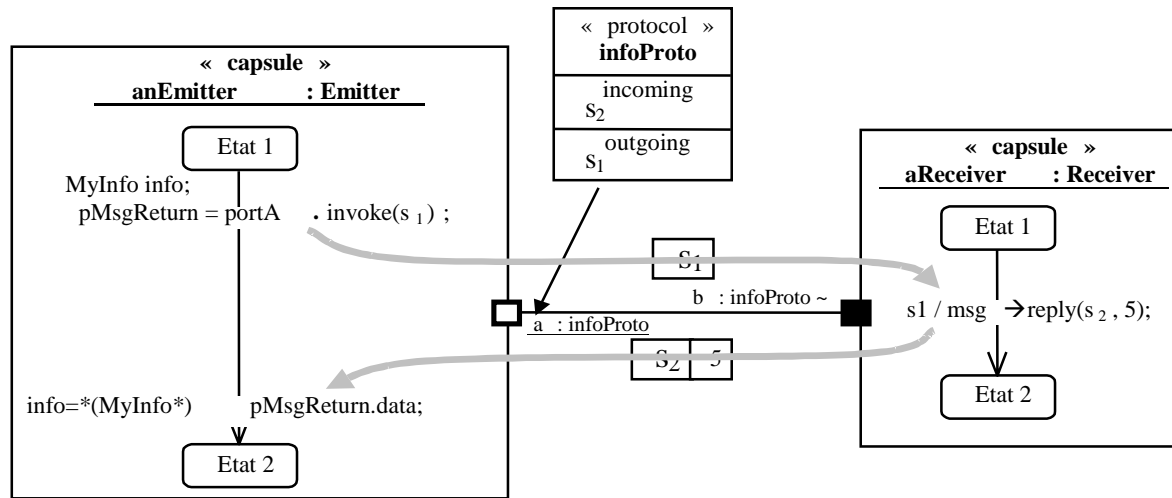 « protocol »
infoProto
incoming
s2
outgoing
s1
« capsule »
anEmitter : Emitter
Etat 1
MyInfo info;
pMsgReturn = portA . invoke(s 1) ;
S1
b : infoProto ~
a : infoProto
S2 5
info=*(MyInfo*) pMsgReturn.data;
Etat 2
« capsule »
aReceiver : Receiver
Etat 1
s1 / msg →reply(s 2 , 5);
Etat 2